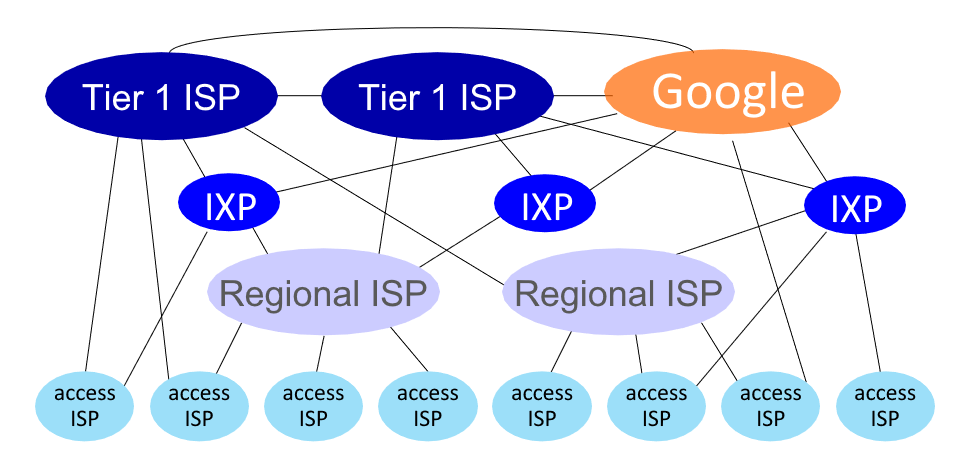 Tier 1 ISP
Tier 1 ISP
Google
IXP
IXP
IXP
Regional ISP
Regional ISP
access
ISP
access
ISP
access
ISP
access
ISP
access
ISP
access
ISP
access
ISP
access
ISP